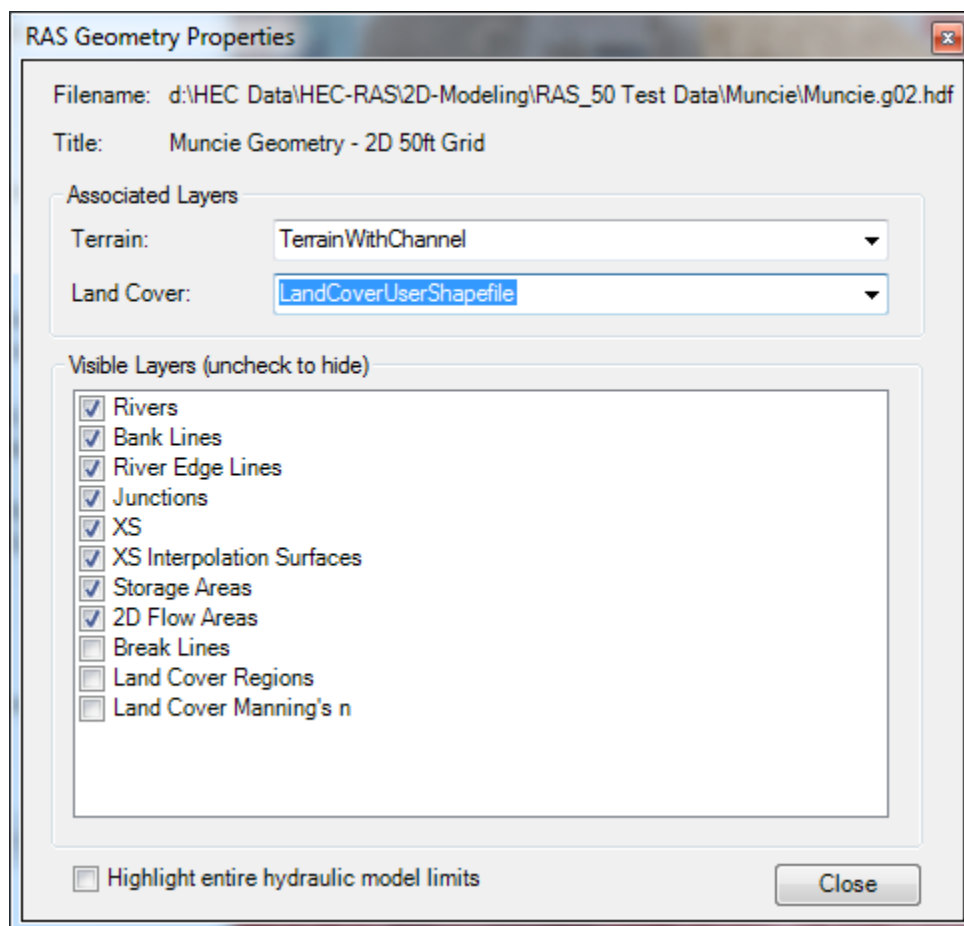 RAS Geometry Properties
Filename: d:\HEC Data\HEC-RAS\2D-Modeling\RAS_50 Test Data\Muncie\Muncie.g02.hdf
Title: Muncie Geometry - 2D 50ft Grid
Associated Layers
Terrain: TerrainWithChannel
Land Cover: LandCoverUserShapefile
Visible Layers (uncheck to hide)
Rivers
Bank Lines
River Edge Lines
Junctions
XS
XS Interpolation Surfaces
Storage Areas
2D Flow Areas
Break Lines
Land Cover Regions
Land Cover Manning's n
Highlight entire hydraulic model limits
Close